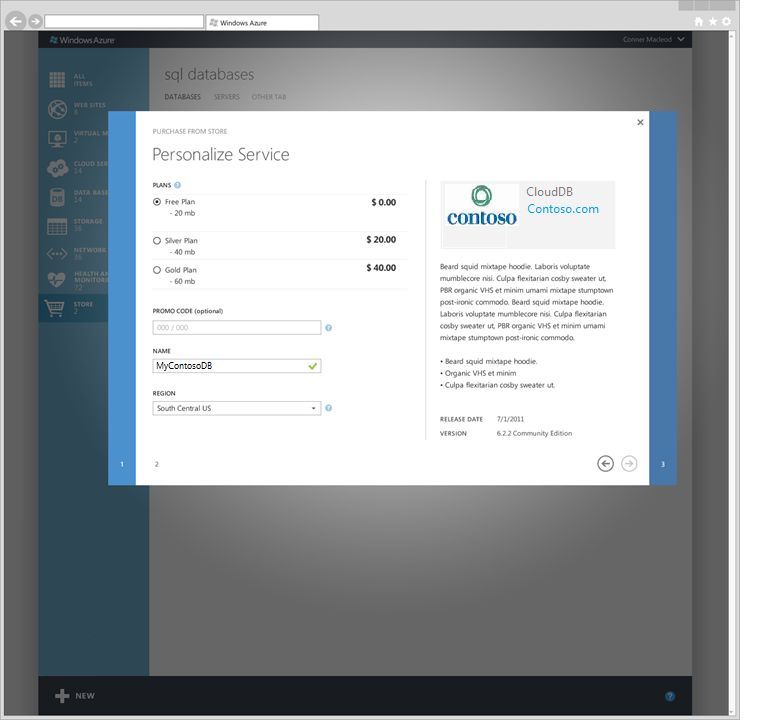 Windows Azure
Windows Azure
Conner Macleod
ALL
ITEMS
WEB SITES
8
VIRTUAL M
2
CLOUD SER
14
DATA BASE
14
STORAGE
NETWORK
HEALTH AN
MONITORIN
72
STORE
2
sql databases
DATABASES SERVERS OTHER TAB
PURCHASE FROM STORE
Personalize Service
PLANS ?
Free Plan $ 0.00
- 20 mb
Silver Plan $ 20.00
- 40 mb
Gold Plan $ 40.00
- 60 mb
PROMO CODE (optional)
000 / 000 ?
NAME
MyContosoDB
REGION
South Central US ?
contoso
CloudDB
Contoso.com
Beard squid mixtape hoodie. Laboris voluptate
mumblecore nisi. Culpa flexitarian cosby sweater ut,
PBR organic VHS et minim umami mixtape stumptown
post-ironic commodo. Beard squid mixtape hoodie.
Laboris voluptate mumblecore nisi. Culpa flexitarian
cosby sweater ut, PBR organic VHS et minim umami
mixtape stumptown post-ironic commodo.
• Beard squid mixtape hoodie.
• Organic VHS et minim
• Culpa flexitarian cosby sweater ut.
RELEASE DATE 7/1/2011
VERSION 6.2.2 Community Edition
1 2 3
NEW ?